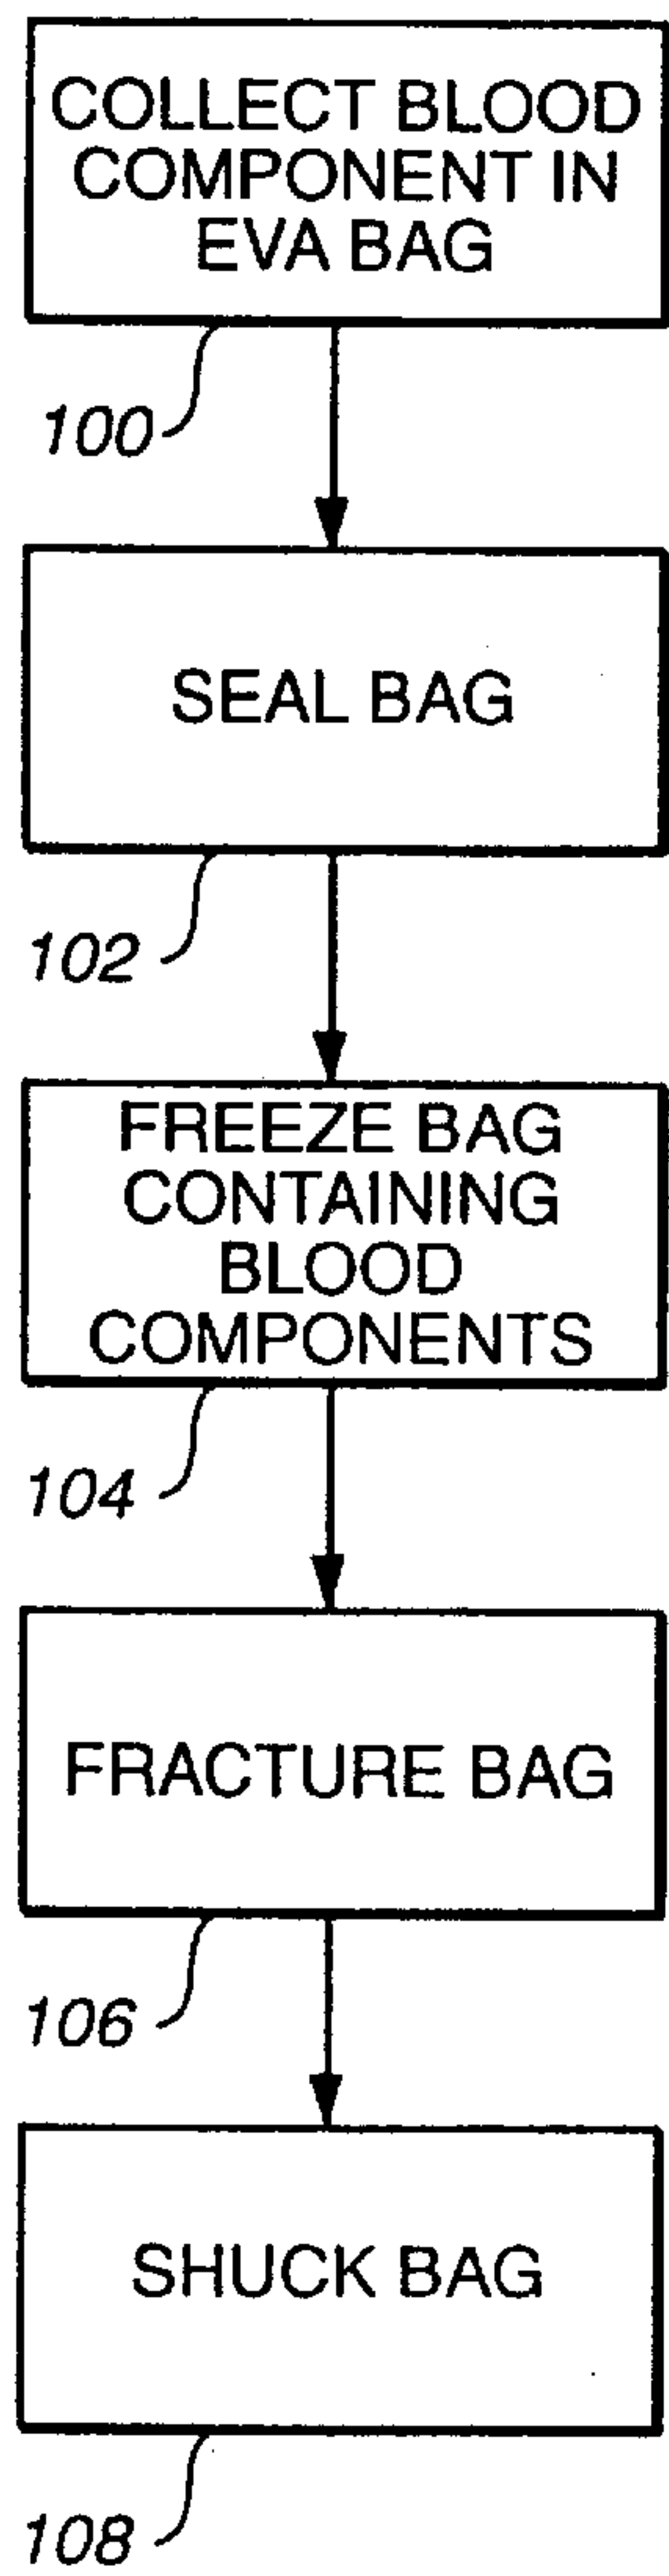 COLLECT BLOOD
COMPONENT IN
EVA BAG
100
SEAL BAG
102
FREEZE BAG
CONTAINING
BLOOD
COMPONENTS
104
FRACTURE BAG
106
SHUCK BAG
108